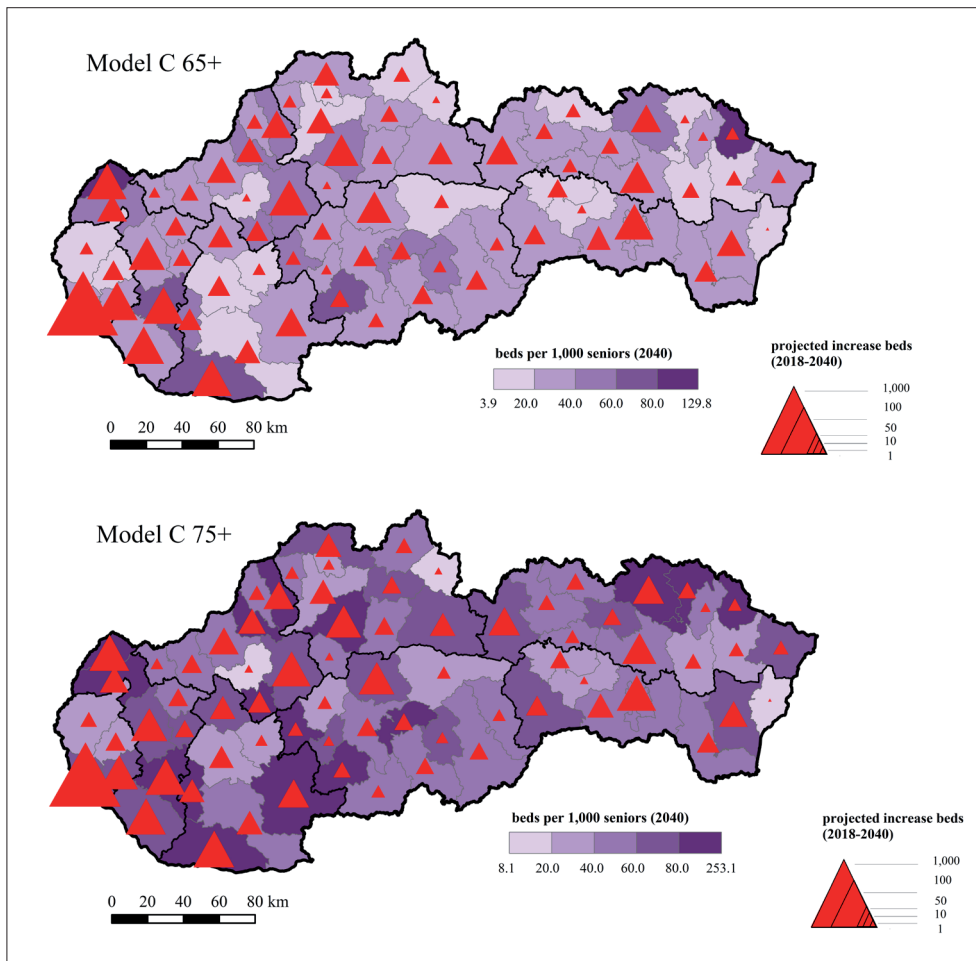 Model C 65+
beds per 1,000 seniors (2040)
3.9 20.0 40.0 60.0 80.0 129.8
projected increase beds
(2018-2040)
1,000
100
50
10
1
0 20 40 60 80 km
Model C 75+
beds per 1,000 seniors (2040)
8.1 20.0 40.0 60.0 80.0 253.1
projected increase beds
(2018-2040)
1,000
100
50
10
1
0 20 40 60 80 km